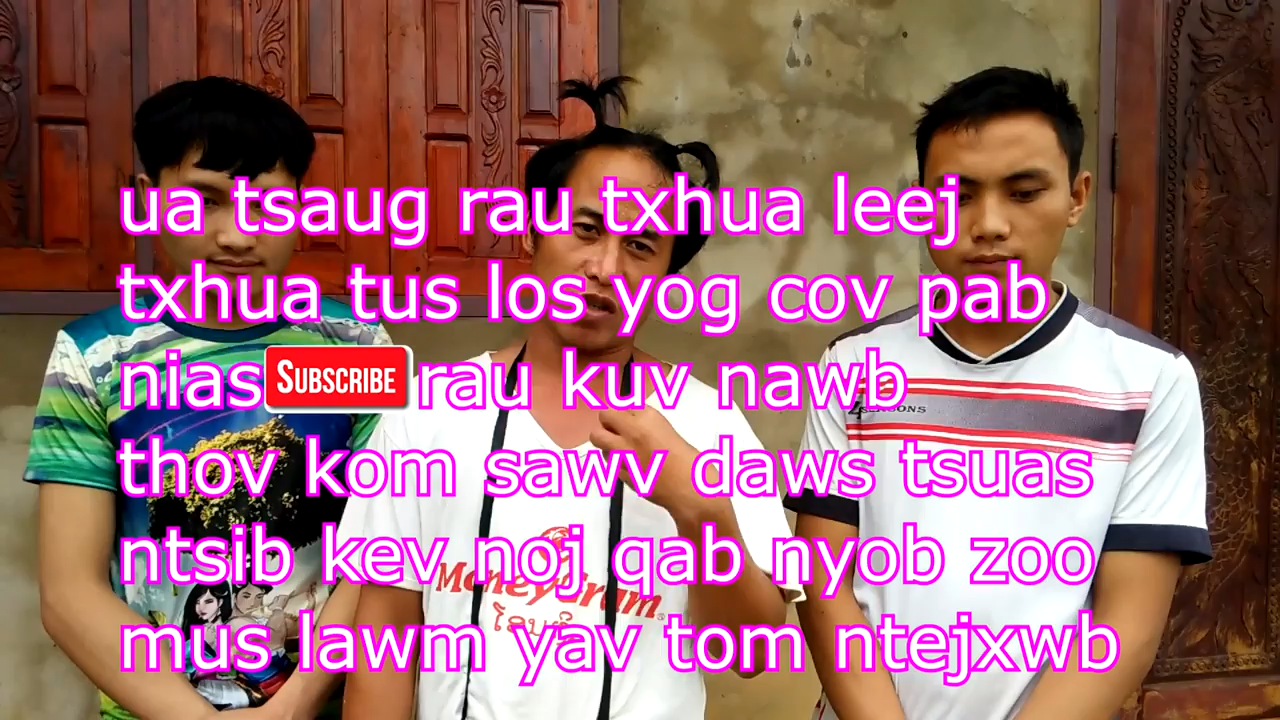 ua tsaug rau txhua leej
txhua tus los yog cov pab
nias SUBSCRIBE rau kuv nawb
thov kom sawv daws tsuas
ntsib kev noj qab nyob zoo
mus lawm yav tom ntejxwb
4SEASONS
MoneyGram